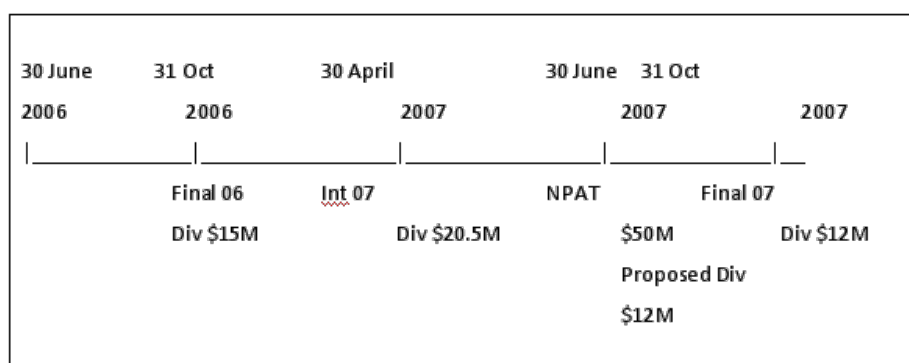 30 June 31 Oct 30 April 30 June 31 Oct
2006 2006 2007 2007 2007
Final 06 Int 07 NPAT Final 07
Div $15M Div $20.5M $50M Div $12M
Proposed Div
$12M